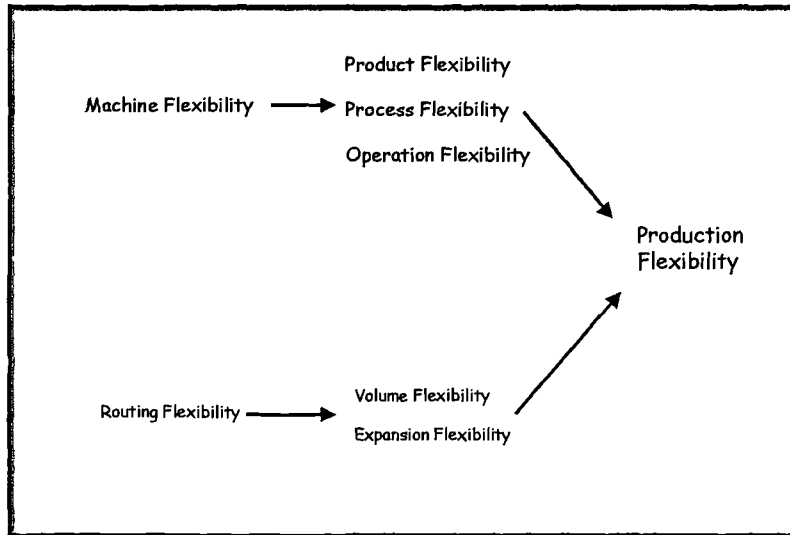 Product Flexibility
Machine Flexibility
Process Flexibility
Operation Flexibility
Production
Flexibility
Volume Flexibility
Routing Flexibility
Expansion Flexibility